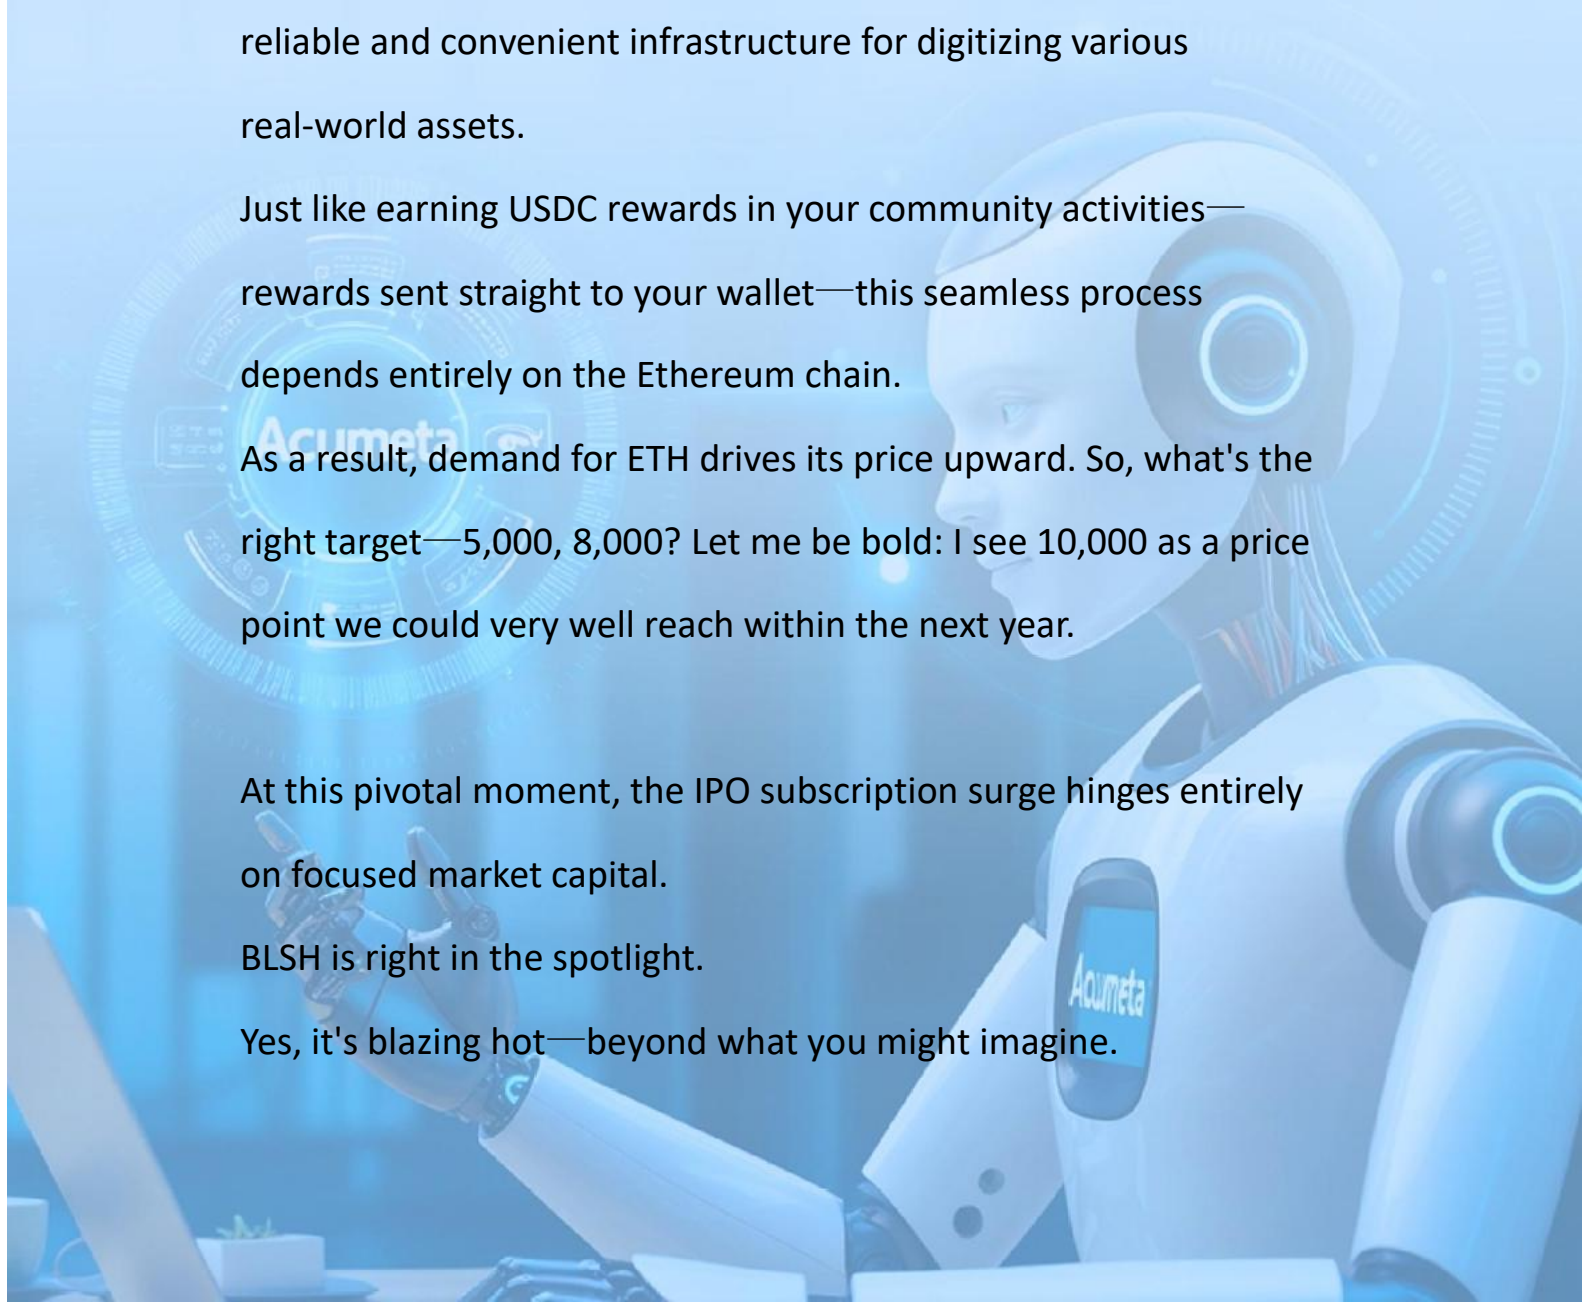 reliable and convenient infrastructure for digitizing various
real-world assets.
Just like earning USDC rewards in your community activities—
rewards sent straight to your wallet—this seamless process
depends entirely on the Ethereum chain.
Acumeta
As a result, demand for ETH drives its price upward. So, what's the
right target—5,000, 8,000? Let me be bold: I see 10,000 as a price
point we could very well reach within the next year.
At this pivotal moment, the IPO subscription surge hinges entirely
on focused market capital.
BLSH is right in the spotlight.
Acumeta
Yes, it's blazing hot—beyond what you might imagine.